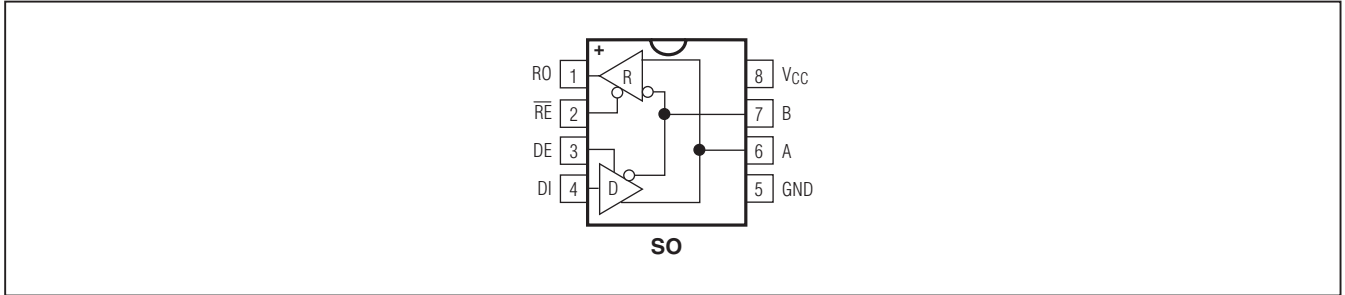 +
RO 1 R 8 VCC
RE 2 7 B
DE 3 6 A
DI 4 D 5 GND
SO